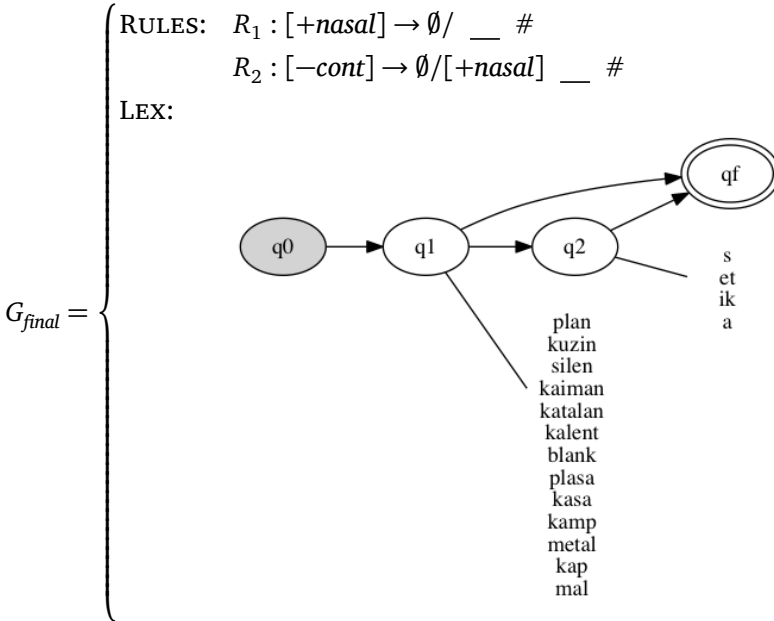 RULES: R₁ : [+nasal] → ∅/ __ #
R₂ : [−cont] → ∅/[+nasal] __ #
LEX:
G_final =
q0
q1
q2
qf
s
et
ik
a
plan
kuzin
silen
kaiman
katalan
kalent
blank
plasa
kasa
kamp
metal
kap
mal